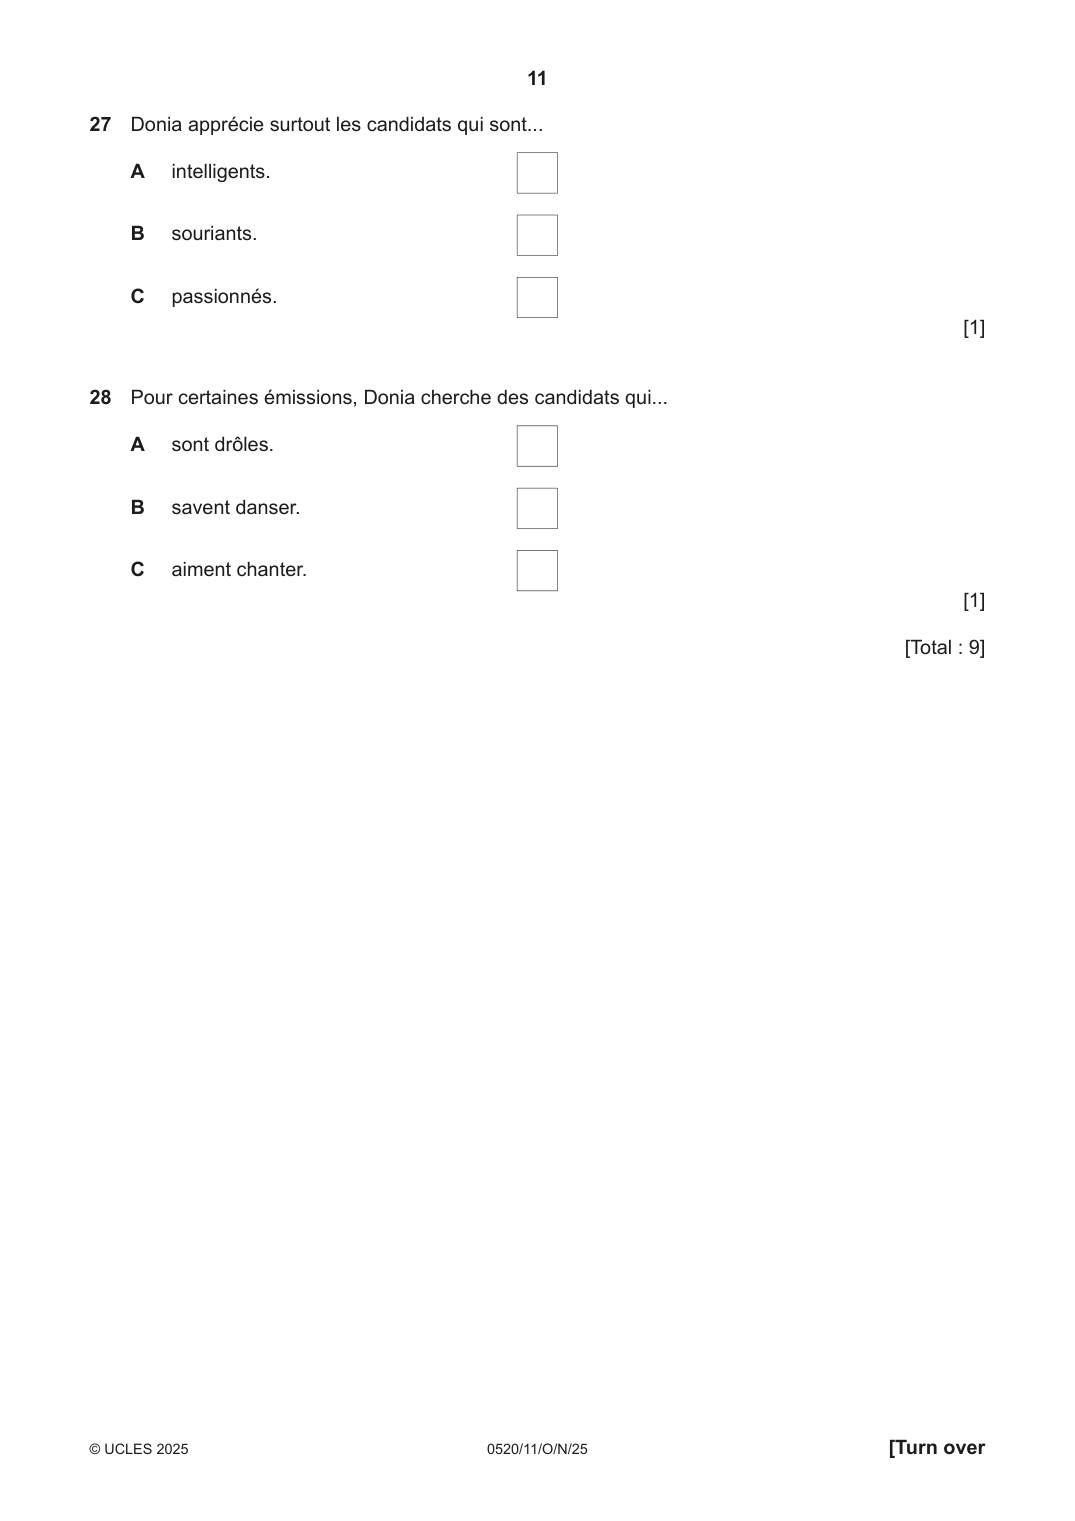 11
27 Donia apprécie surtout les candidats qui sont...
A intelligents.
B souriants.
C passionnés.
[1]
28 Pour certaines émissions, Donia cherche des candidats qui...
A sont drôles.
B savent danser.
C aiment chanter.
[1]
[Total : 9]
© UCLES 2025 0520/11/O/N/25 [Turn over